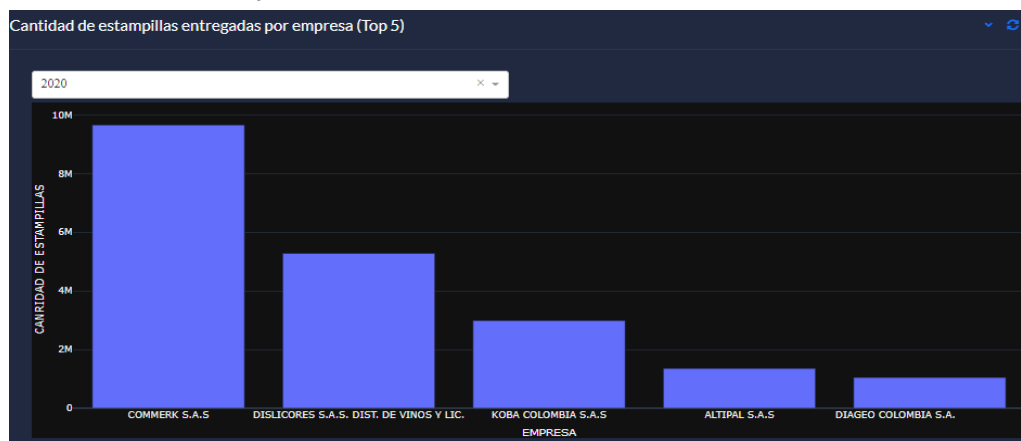 Cantidad de estampillas entregadas por empresa (Top 5)
2020
10M
8M
6M
4M
2M
0
CANRIDAD DE ESTAMPILLAS
COMMERK S.A.S
DISLICORES S.A.S. DIST. DE VINOS Y LIC.
KOBA COLOMBIA S.A.S
ALTIPAL S.A.S
DIAGEO COLOMBIA S.A.
EMPRESA